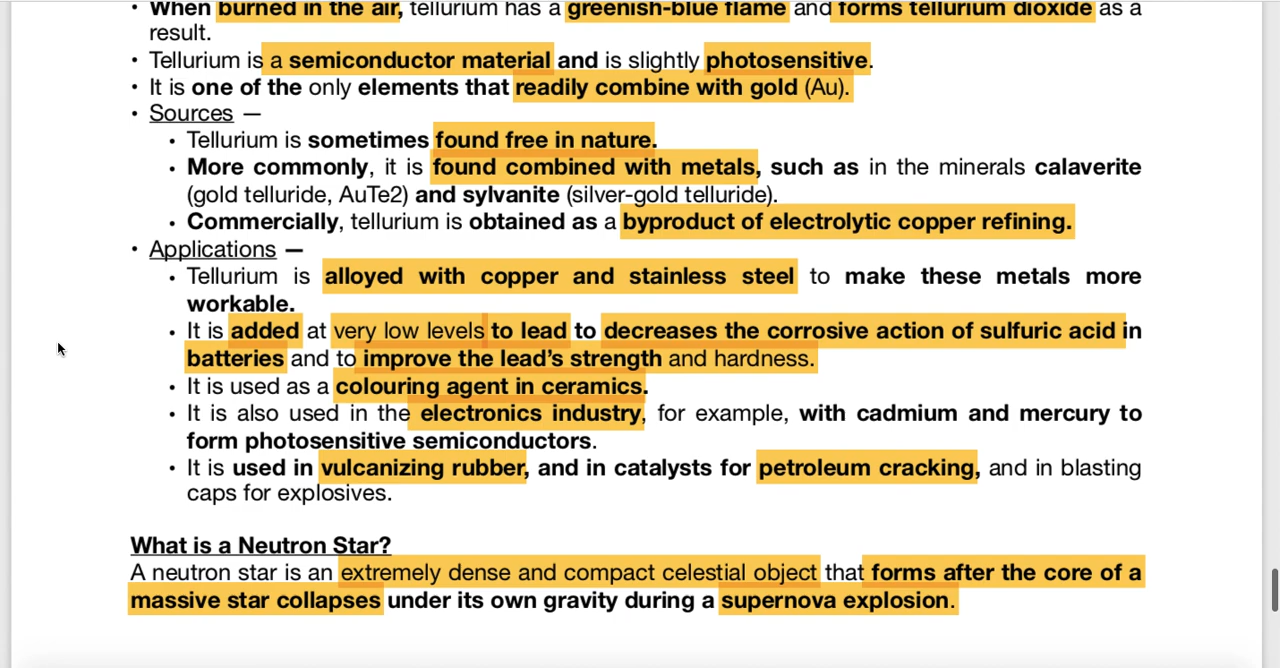 • When burned in the air, tellurium has a greenish-blue flame and forms tellurium dioxide as a
result.
• Tellurium is a semiconductor material and is slightly photosensitive.
• It is one of the only elements that readily combine with gold (Au).
• Sources —
• Tellurium is sometimes found free in nature.
• More commonly, it is found combined with metals, such as in the minerals calaverite
(gold telluride, AuTe2) and sylvanite (silver-gold telluride).
• Commercially, tellurium is obtained as a byproduct of electrolytic copper refining.
• Applications —
• Tellurium is alloyed with copper and stainless steel to make these metals more
workable.
• It is added at very low levels to lead to decreases the corrosive action of sulfuric acid in
batteries and to improve the lead’s strength and hardness.
• It is used as a colouring agent in ceramics.
• It is also used in the electronics industry, for example, with cadmium and mercury to
form photosensitive semiconductors.
• It is used in vulcanizing rubber, and in catalysts for petroleum cracking, and in blasting
caps for explosives.
What is a Neutron Star?
A neutron star is an extremely dense and compact celestial object that forms after the core of a
massive star collapses under its own gravity during a supernova explosion.